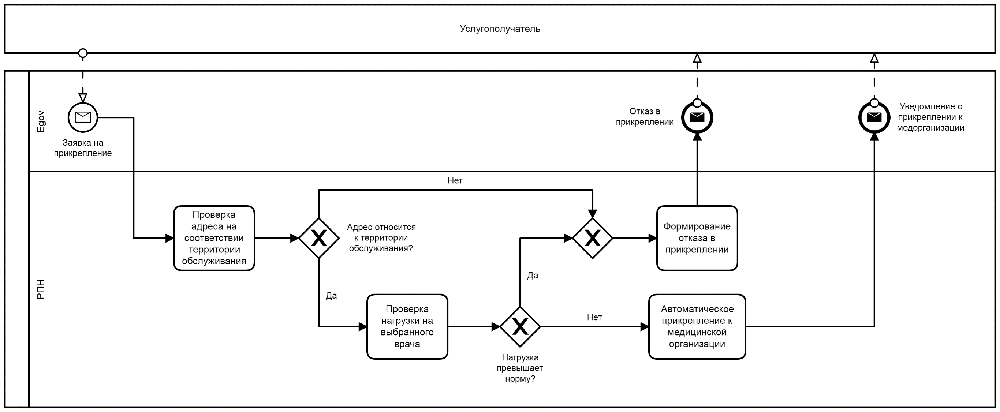 Услугополучатель
Egov
Заявка на
прикрепление
Отказ в
прикреплении
Уведомление о
прикреплении к
медорганизации
РПН
Нет
Проверка
адреса на
соответствии
территории
обслуживания
Адрес относится
к территории
обслуживания?
Формирование
отказа в
прикреплении
Да
Да
Проверка
нагрузки на
выбранного
врача
Нагрузка
превышает
норму?
Нет
Автоматическое
прикрепление к
медицинской
организации